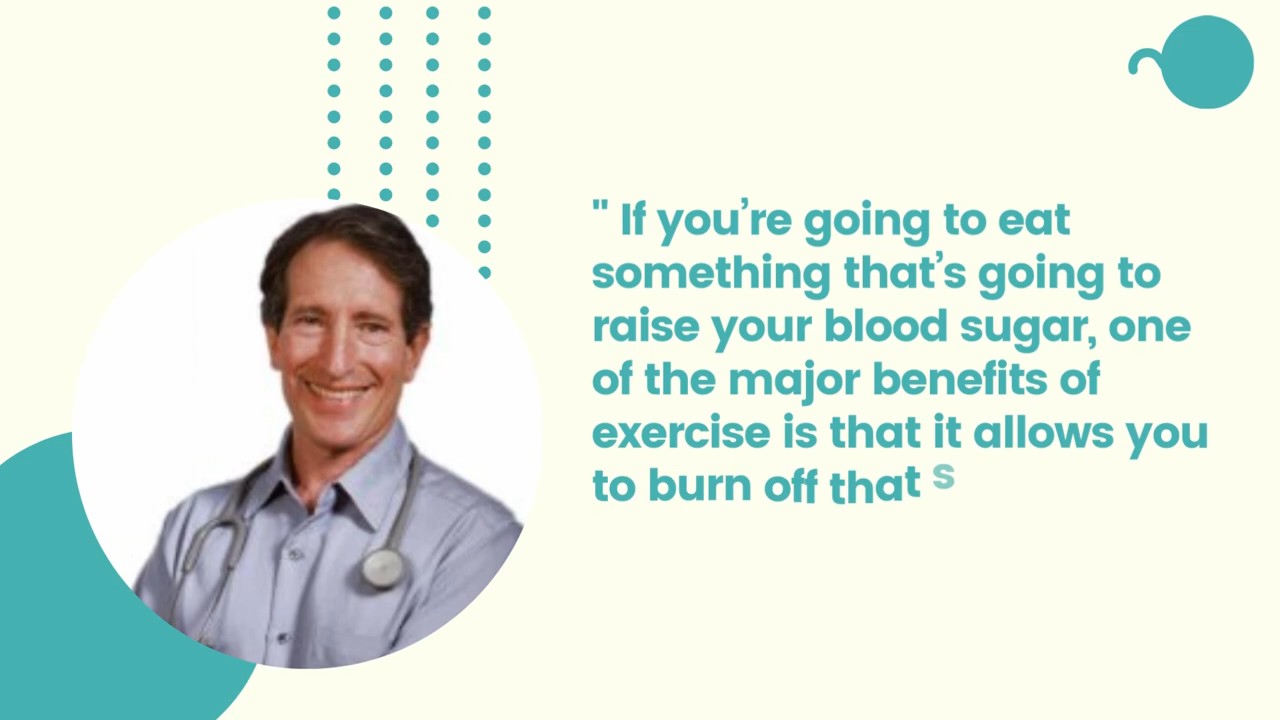 " If you’re going to eat
something that’s going to
raise your blood sugar, one
of the major benefits of
exercise is that it allows you
to burn off that s